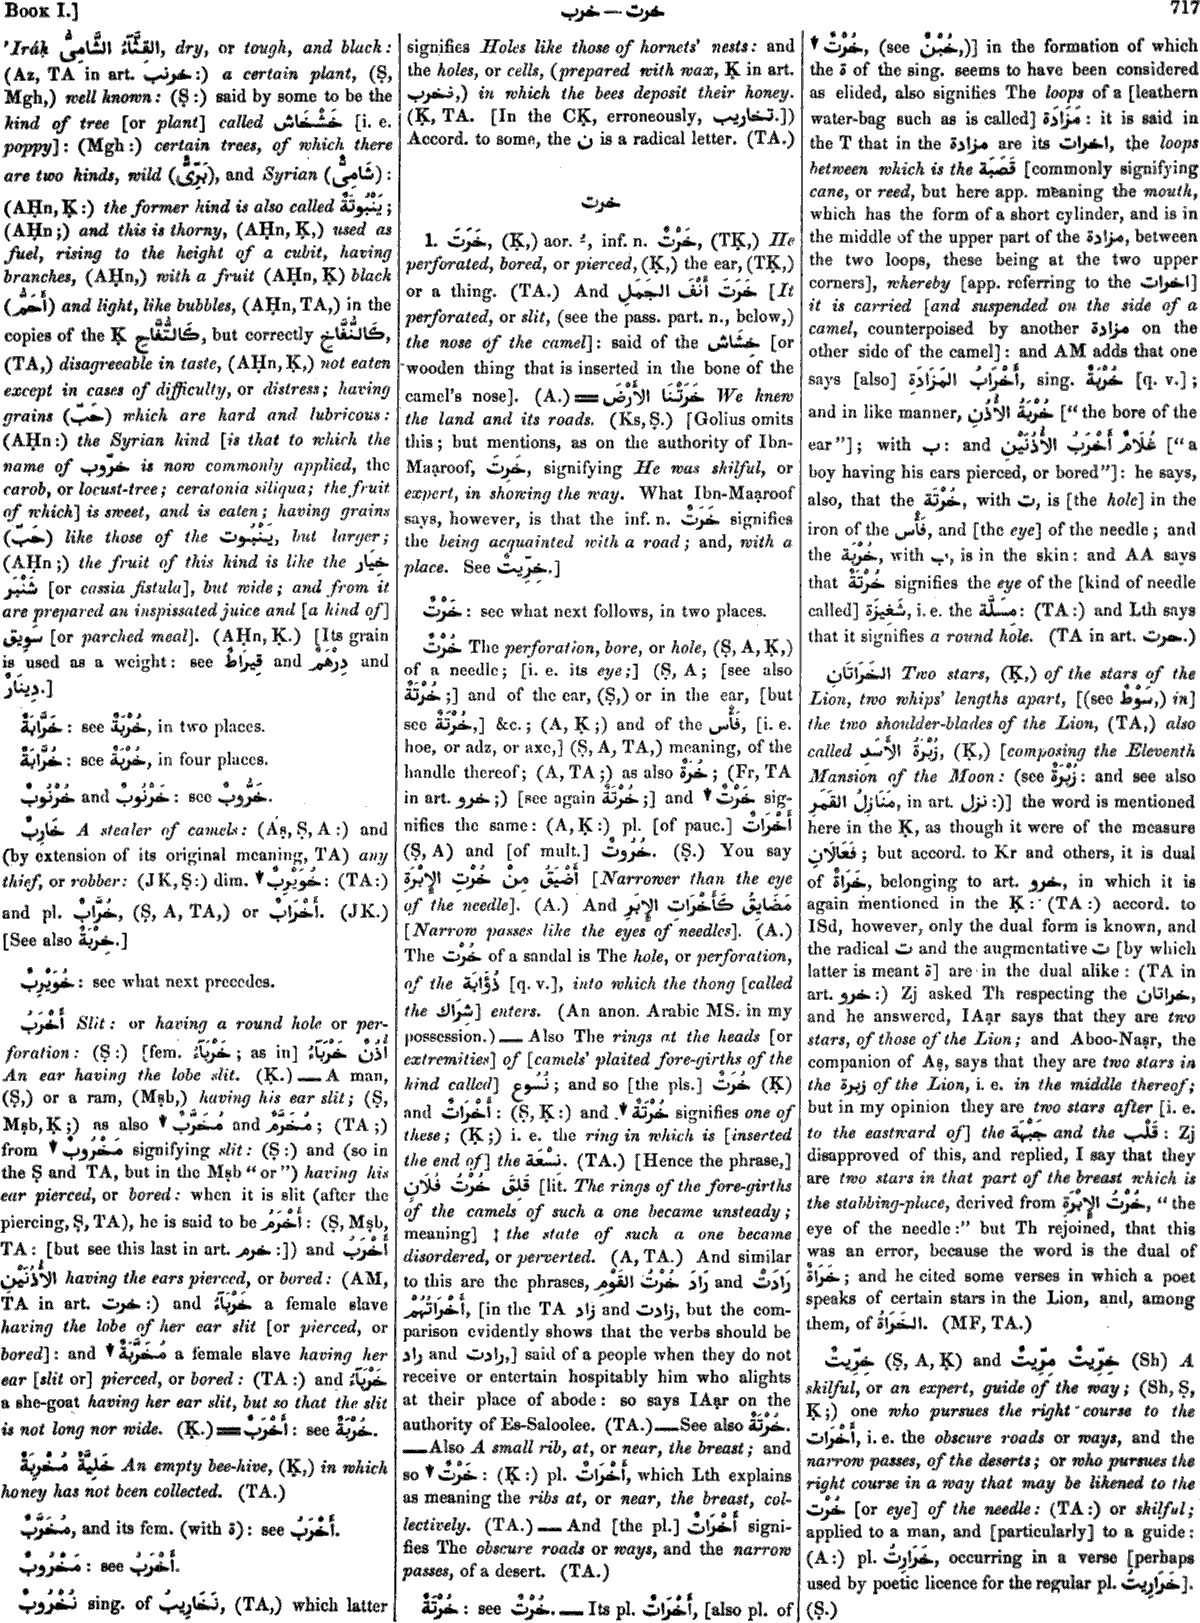 BOOK I.]
خرب — خرت
717
'Iráḳ القِثَّآءُ الشَّامِىُّ, dry, or tough, and black:
(Az, TA in art. خرنب:) a certain plant, (Ṣ,
Mgh,) well known: (Ṣ:) said by some to be the
kind of tree [or plant] called خَشْخَاش [i. e.
poppy]: (Mgh:) certain trees, of which there
are two kinds, wild (بَرِّىٌّ), and Syrian (شَامِىٌّ):
(AḤn, Ḳ:) the former kind is also called يَنْبُوتَةٌ;
(AḤn;) and this is thorny, (AḤn, Ḳ,) used as
fuel, rising to the height of a cubit, having
branches, (AḤn,) with a fruit (AḤn, Ḳ) black
(أَحَمُّ) and light, like bubbles, (AḤn, TA,) in the
copies of the Ḳ كَالتُّفَّاحِ, but correctly كَالنُّفَّاخِ,
(TA,) disagreeable in taste, (AḤn, Ḳ,) not eaten
except in cases of difficulty, or distress; having
grains (حَبّ) which are hard and lubricous:
(AḤn:) the Syrian kind [is that to which the
name of خرّوب is now commonly applied, the
carob, or locust-tree; ceratonia siliqua; the fruit
of which] is sweet, and is eaten; having grains
(حَبّ) like those of the يَنْبُوت, but larger;
(AḤn;) the fruit of this kind is like the خِيَار
شَنْبَر [or cassia fistula], but wide; and from it
are prepared an inspissated juice and [a kind of]
سَوِيق [or parched meal]. (AḤn, Ḳ.) [Its grain
is used as a weight: see قِيرَاطٌ and دِرْهَمٌ and
دِينَارٌ.]
خَرَّابَةٌ: see خُرْبَةٌ, in two places.
خُرَّابَةٌ: see خُرْبَةٌ, in four places.
خُرْنُوبٌ and خَرْنُوبٌ: see خَرُّوبٌ.
خَارِبٌ A stealer of camels: (Aṣ, Ṣ, A:) and
(by extension of its original meaning, TA) any
thief, or robber: (JK, Ṣ:) dim. ▾خُوَيْرِبٌ: (TA:)
and pl. خُرَّابٌ, (Ṣ, A, TA,) or أَخْرَابٌ. (JK.)
[See also خِرْبَةٌ.]
خُوَيْرِبٌ: see what next precedes.
أَخْرَبُ Slit: or having a round hole or per-
foration: (Ṣ:) [fem. خَرْبَآءُ; as in] أُذُنٌ خَرْبَآءُ
An ear having the lobe slit. (Ḳ.) — A man,
(Ṣ,) or a ram, (Mṣb,) having his ear slit; (Ṣ,
Mṣb, Ḳ;) as also ▾مُخَرَّبٌ and مُخَرَّمٌ; (TA;)
from ▾مَخْرُوبٌ signifying slit: (Ṣ:) and (so in
the Ṣ and TA, but in the Mṣb "or") having his
ear pierced, or bored: when it is slit (after the
piercing, Ṣ, TA), he is said to be أَخْرَمُ: (Ṣ, Mṣb,
TA: [but see this last in art. خرم:]) and أَخْرَبُ
الأُذُنَيْنِ having the ears pierced, or bored: (AM,
TA in art. خرت:) and خَرْبَآءُ a female slave
having the lobe of her ear slit [or pierced, or
bored]: and ▾مُخَرَّبَةٌ a female slave having her
ear [slit or] pierced, or bored: (TA:) and خَرْبَآءُ
a she-goat having her ear slit, but so that the slit
is not long nor wide. (Ḳ.) = أَخْرَبُ: see خُرْبَةٌ.
خَلِيَّةٌ مُخْرِبَةٌ An empty bee-hive, (Ḳ,) in which
honey has not been collected. (TA.)
مُخَرَّبٌ, and its fem. (with ة): see أَخْرَبُ.
مَخْرُوبٌ: see أَخْرَبُ.
نُخْرُوبٌ sing. of نَخَارِيبُ, (TA,) which latter
signifies Holes like those of hornets' nests: and
the holes, or cells, (prepared with wax, Ḳ in art.
نخرب,) in which the bees deposit their honey.
(Ḳ, TA. [In the CḲ, erroneously, تخاريب.])
Accord. to some, the ن is a radical letter. (TA.)
خرت
1. خَرَتَ, (Ḳ,) aor. ـُ, inf. n. خَرْتٌ, (TḲ,) He
perforated, bored, or pierced, (Ḳ,) the ear, (TḲ,)
or a thing. (TA.) And خَرَتَ أَنْفَ الجَمَلِ [It
perforated, or slit, (see the pass. part. n., below,)
the nose of the camel]: said of the خِشَاش [or
wooden thing that is inserted in the bone of the
camel's nose]. (A.) = خَرَتْنَا الأَرْضَ We knew
the land and its roads. (Ks, Ṣ.) [Golius omits
this; but mentions, as on the authority of Ibn-
Maạroof, خَرِتَ, signifying He was skilful, or
expert, in showing the way. What Ibn-Maạroof
says, however, is that the inf. n. خَرَتٌ signifies
the being acquainted with a road; and, with a
place. See خِرِّيتٌ.]
خَرْتٌ: see what next follows, in two places.
خُرْتٌ The perforation, bore, or hole, (Ṣ, A, Ḳ,)
of a needle; [i. e. its eye;] (Ṣ, A; [see also
خُرْتَةٌ;] and of the ear, (Ṣ,) or in the ear, [but
see خُرْتَةٌ,] &c.; (A, Ḳ;) and of the فَأْس, [i. e.
hoe, or adz, or axe,] (Ṣ, A, TA,) meaning, of the
handle thereof; (A, TA;) as also خُرَةٌ; (Fr, TA
in art. خرو;) [see again خُرْتَةٌ;] and ▾خَرْتٌ sig-
nifies the same: (A, Ḳ:) pl. [of pauc.] أَخْرَاتٌ
(Ṣ, A) and [of mult.] خُرُوتٌ. (Ṣ.) You say
أَضْيَقُ مِنْ خُرْتِ الإِبْرَةِ [Narrower than the eye
of the needle]. (A.) And مَضَايِقُ كَأَخْرَاتِ الإِبَرِ
[Narrow passes like the eyes of needles]. (A.)
The خُرْت of a sandal is The hole, or perforation,
of the ذُؤَابَة [q. v.], into which the thong [called
the شِرَاك] enters. (An anon. Arabic MS. in my
possession.) — Also The rings at the heads [or
extremities] of [camels' plaited fore-girths of the
kind called] نُسُوع; and so [the pls.] خُرَتٌ (Ḳ)
and أَخْرَاتٌ: (Ṣ, Ḳ:) and ▾خُرْتَةٌ signifies one of
these; (Ḳ;) i. e. the ring in which is [inserted
the end of] the نِسْعَة. (TA.) [Hence the phrase,]
قَلِقَ خُرْتُ فُلَانٍ [lit. The rings of the fore-girths
of the camels of such a one became unsteady;
meaning] ‡ the state of such a one became
disordered, or perverted. (A, TA.) And similar
to this are the phrases, رَادَ خُرْتُ القَوْمِ and رَادَتْ
أَخْرَاتُهُمْ, [in the TA زاد and زادت, but the com-
parison evidently shows that the verbs should be
راد and رادت,] said of a people when they do not
receive or entertain hospitably him who alights
at their place of abode: so says IAạr on the
authority of Es-Saloolee. (TA.) — See also خُرْتَةٌ.
— Also A small rib, at, or near, the breast; and
so ▾خَرْتٌ: (Ḳ:) pl. أَخْرَاتٌ, which Lth explains
as meaning the ribs at, or near, the breast, col-
lectively. (TA.) — And [the pl.] أَخْرَاتٌ signi-
fies The obscure roads or ways, and the narrow
passes, of a desert. (TA.)
خُرْتَةٌ: see خُرْتٌ. — Its pl. أَخْرَاتٌ, [also pl. of
▾خُرْتٌ, (see خُبْنٌ,)] in the formation of which
the ة of the sing. seems to have been considered
as elided, also signifies The loops of a [leathern
water-bag such as is called] مَزَادَة: it is said in
the T that in the مزادة are its اخرات, the loops
between which is the قَصَبَة [commonly signifying
cane, or reed, but here app. meaning the mouth,
which has the form of a short cylinder, and is in
the middle of the upper part of the مزادة, between
the two loops, these being at the two upper
corners], whereby [app. referring to the اخرات]
it is carried [and suspended on the side of a
camel, counterpoised by another مزادة on the
other side of the camel]: and AM adds that one
says [also] أَخْرَابُ المَزَادَةِ, sing. خُرْبَةٌ [q. v.];
and in like manner, خُرْبَةُ الأُذُنِ ["the bore of the
ear"]; with ب: and غُلَامٌ أَخْرَبُ الأُذُنَيْنِ ["a
boy having his ears pierced, or bored"]: he says,
also, that the خُرْتَة, with ت, is [the hole] in the
iron of the فَأْس, and [the eye] of the needle; and
the خُرْبَة, with ب, is in the skin: and AA says
that خُرْتَةٌ signifies the eye of the [kind of needle
called] شَغِيزَة, i. e. the مِسَلَّة: (TA:) and Lth says
that it signifies a round hole. (TA in art. حرت.)
الخَرَاتَانِ Two stars, (Ḳ,) of the stars of the
Lion, two whips' lengths apart, [(see سَوْطٌ,) in]
the two shoulder-blades of the Lion, (TA,) also
called زُبْرَةُ الأَسَدِ, (Ḳ,) [composing the Eleventh
Mansion of the Moon: (see زُبْرَةٌ: and see also
مَنَازِلُ القَمَرِ, in art. نزل:)] the word is mentioned
here in the Ḳ, as though it were of the measure
فَعَالَانِ; but accord. to Kr and others, it is dual
of خَرَاةٌ, belonging to art. خرو, in which it is
again mentioned in the Ḳ: (TA:) accord. to
ISd, however, only the dual form is known, and
the radical ت and the augmentative ت [by which
latter is meant ة] are in the dual alike: (TA in
art. خرو:) Zj asked Th respecting the خراتان,
and he answered, IAạr says that they are two
stars, of those of the Lion; and Aboo-Naṣr, the
companion of Aṣ, says that they are two stars in
the زبرة of the Lion, i. e. in the middle thereof;
but in my opinion they are two stars after [i. e.
to the eastward of] the جَبْهَة and the قَلْب: Zj
disapproved of this, and replied, I say that they
are two stars in that part of the breast which is
the stabbing-place, derived from خُرْتُ الإِبْرَةِ, "the
eye of the needle:" but Th rejoined, that this
was an error, because the word is the dual of
خَرَاةٌ; and he cited some verses in which a poet
speaks of certain stars in the Lion, and, among
them, of الخَرَاةُ. (MF, TA.)
خِرِّيتٌ (Ṣ, A, Ḳ) and خِرِّيتٌ مِرِّيتٌ (Sh) A
skilful, or an expert, guide of the way; (Sh, Ṣ,
Ḳ;) one who pursues the right course to the
أَخْرَات, i. e. the obscure roads or ways, and the
narrow passes, of the deserts; or who pursues the
right course in a way that may be likened to the
خُرْت [or eye] of the needle: (TA:) or skilful;
applied to a man, and [particularly] to a guide:
(A:) pl. خَرَارِتُ, occurring in a verse [perhaps
used by poetic licence for the regular pl. خَرَارِيتُ].
(Ṣ.)